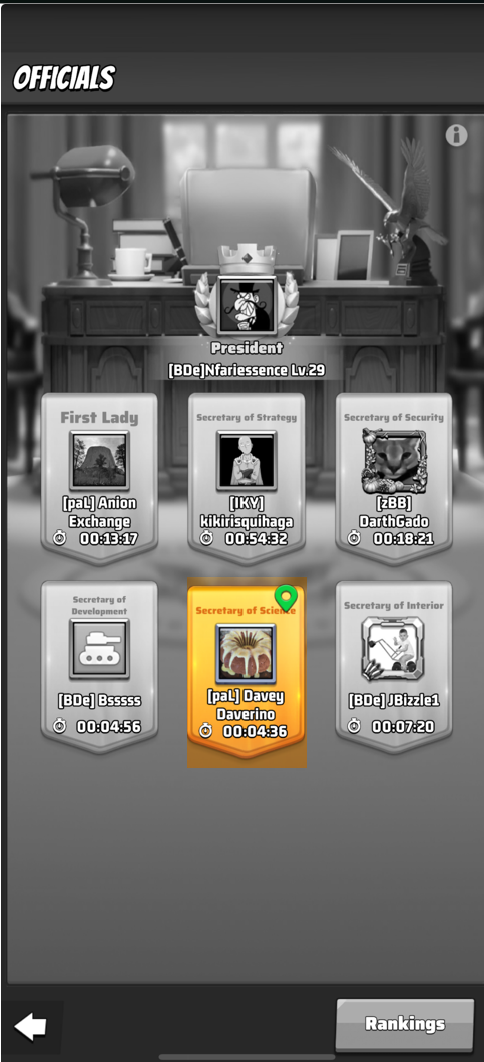 OFFICIALS
President
[BDe]Nfariessence Lv.29
First Lady
[paL] Anion
Exchange
00:13:17
Secretary of Strategy
[IKY]
kikirisquihaga
00:54:32
Secretary of Security
[zBB]
DarthGado
00:18:21
Secretary of
Development
[BDe] Bsssss
00:04:56
Secretary of Science
[paL] Davey
Daverino
00:04:36
Secretary of Interior
[BDe] JBizzle1
00:07:20
Rankings